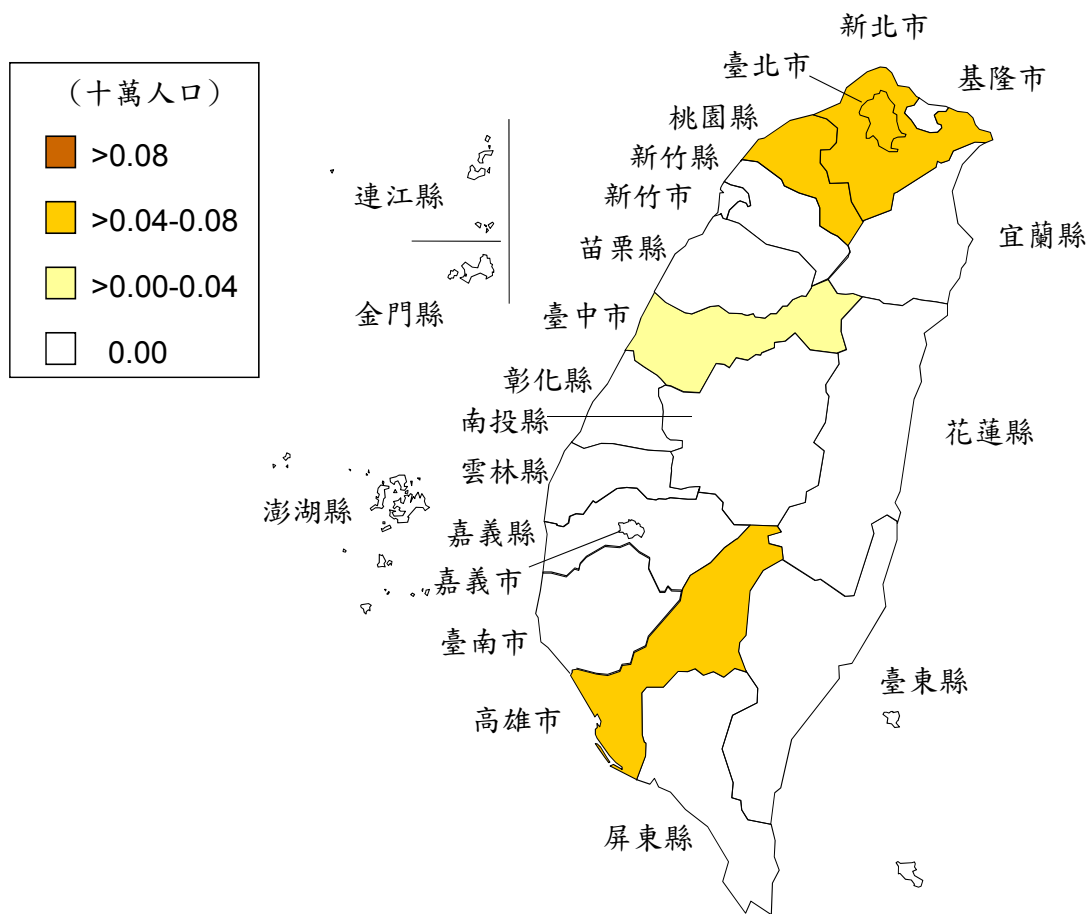 (十萬人口)
>0.08
>0.04-0.08
>0.00-0.04
0.00
新北市
臺北市
基隆市
桃園縣
新竹縣
新竹市
連江縣
苗栗縣
宜蘭縣
金門縣
臺中市
彰化縣
南投縣
花蓮縣
雲林縣
澎湖縣
嘉義縣
嘉義市
臺南市
臺東縣
高雄市
屏東縣